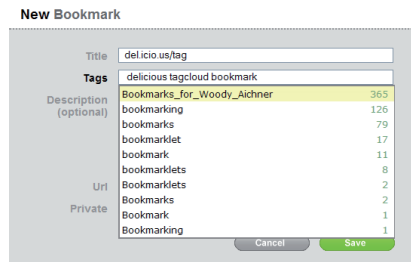 New Bookmark
Title del.icio.us/tag
Tags delicious tagcloud bookmark
Description
(optional)
Bookmarks_for_Woody_Aichner 365
bookmarking 126
bookmarks 79
bookmarklet 17
bookmark 11
bookmarklets 8
Url Bookmarklets 2
Bookmarks 2
Private Bookmark 1
Bookmarking 1
Cancel Save